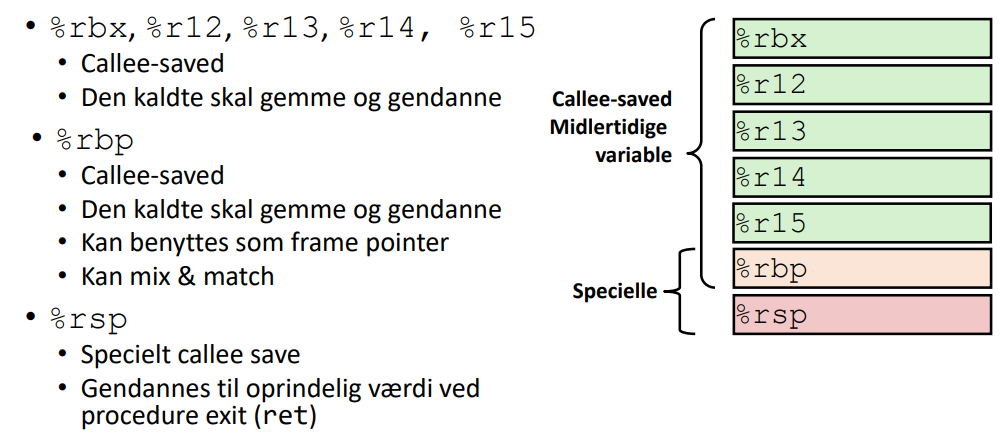 • %rbx, %r12, %r13, %r14, %r15
• Callee-saved
• Den kaldte skal gemme og gendanne
• %rbp
• Callee-saved
• Den kaldte skal gemme og gendanne
• Kan benyttes som frame pointer
• Kan mix & match
• %rsp
• Specielt callee save
• Gendannes til oprindelig værdi ved
procedure exit (ret)
Callee-saved
Midlertidige
variable
Specielle
%rbx
%r12
%r13
%r14
%r15
%rbp
%rsp